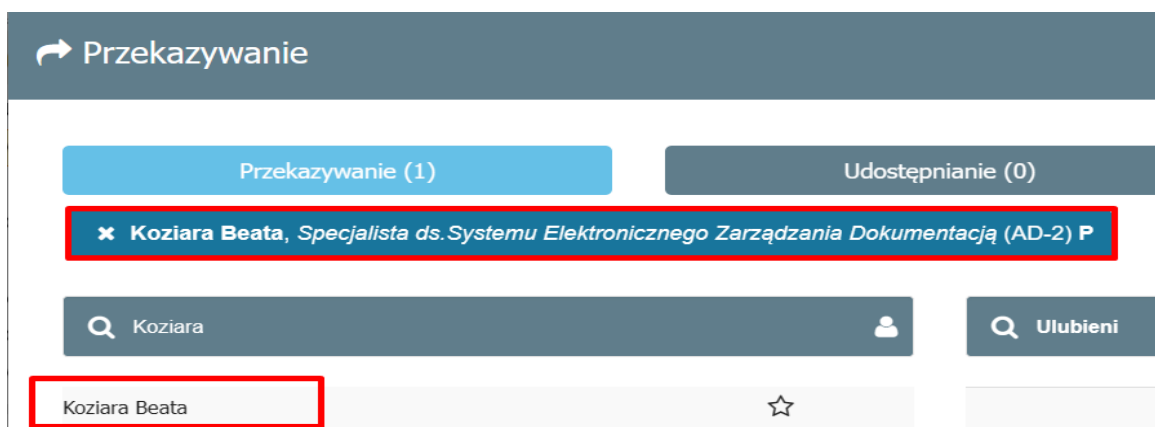 Przekazywanie
Przekazywanie (1)
Udostępnianie (0)
✖ Koziara Beata, Specjalista ds.Systemu Elektronicznego Zarządzania Dokumentacją (AD-2) P
Koziara
Ulubieni
Koziara Beata